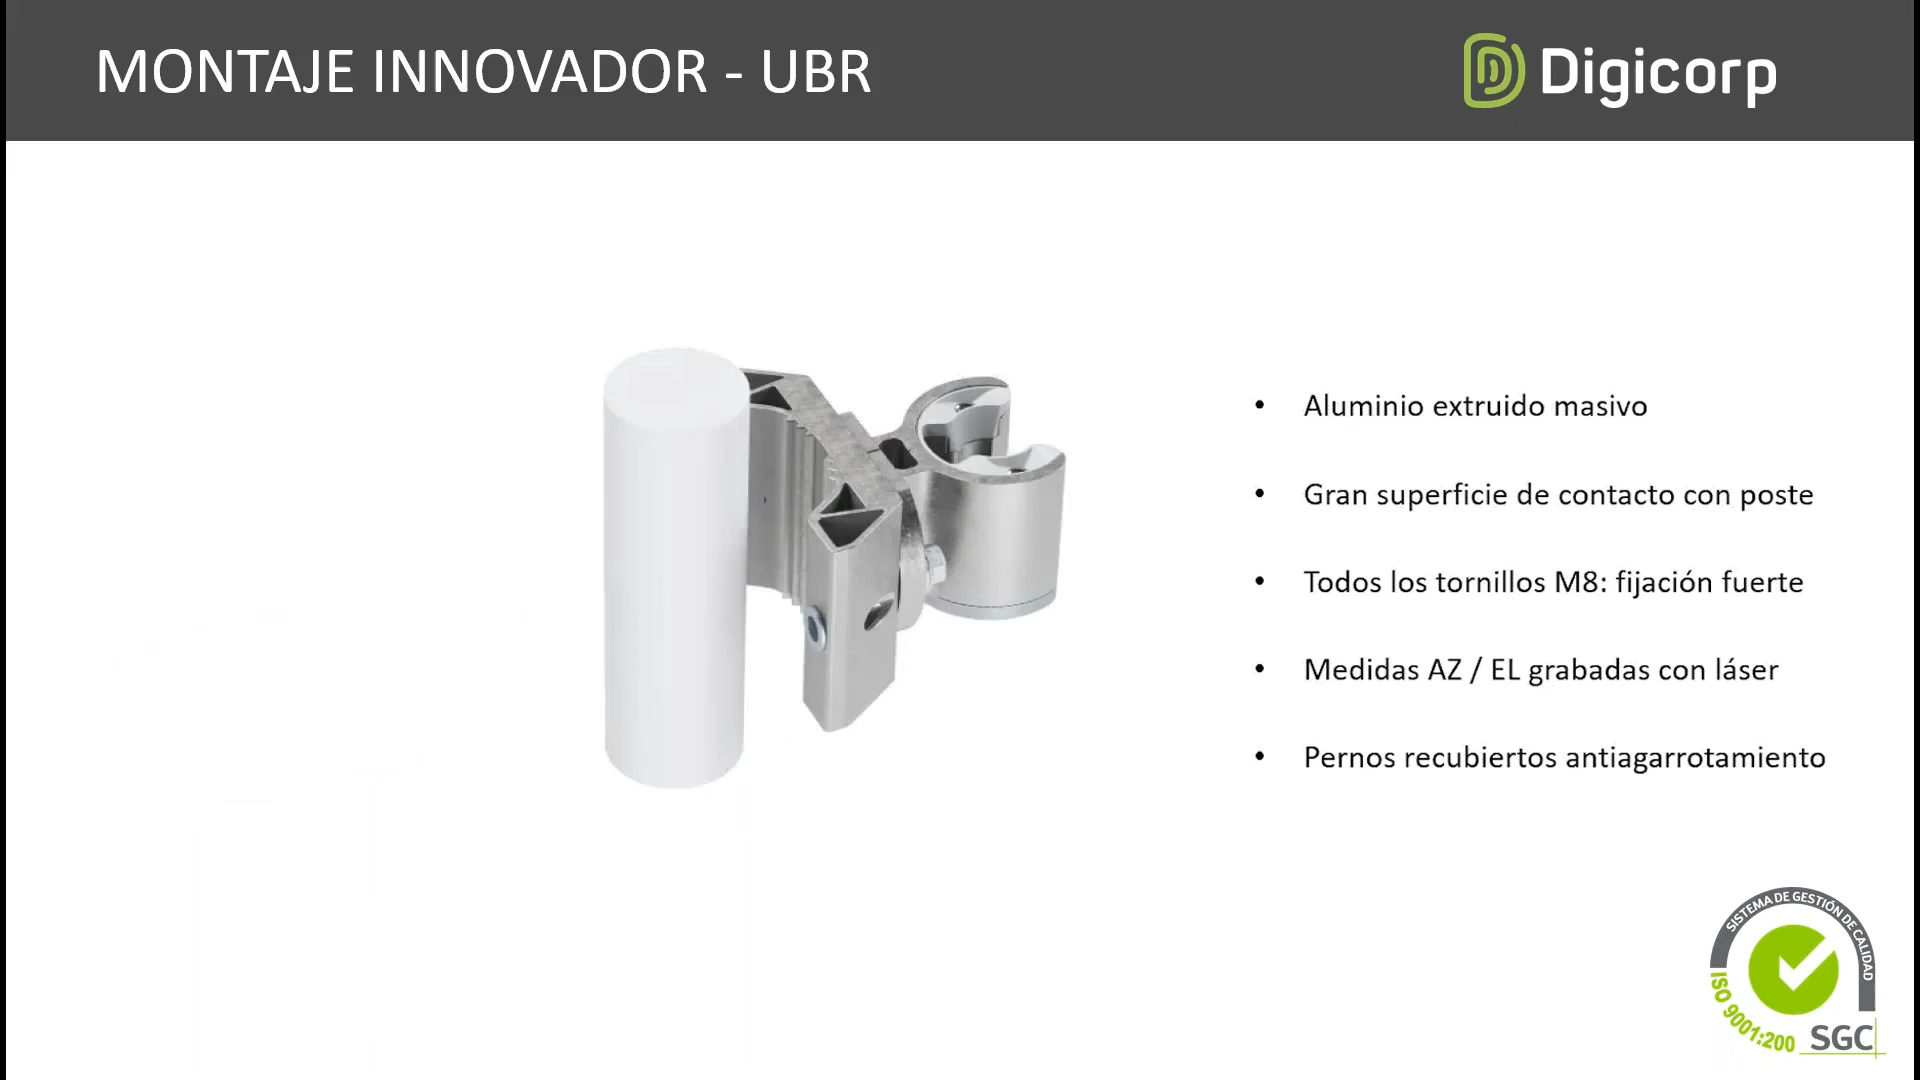 MONTAJE INNOVADOR - UBR
Digicorp
• Aluminio extruido masivo
• Gran superficie de contacto con poste
• Todos los tornillos M8: fijación fuerte
• Medidas AZ / EL grabadas con láser
• Pernos recubiertos antiagarrotamiento
SISTEMA DE GESTIÓN DE CALIDAD
ISO 9001:200
SGC